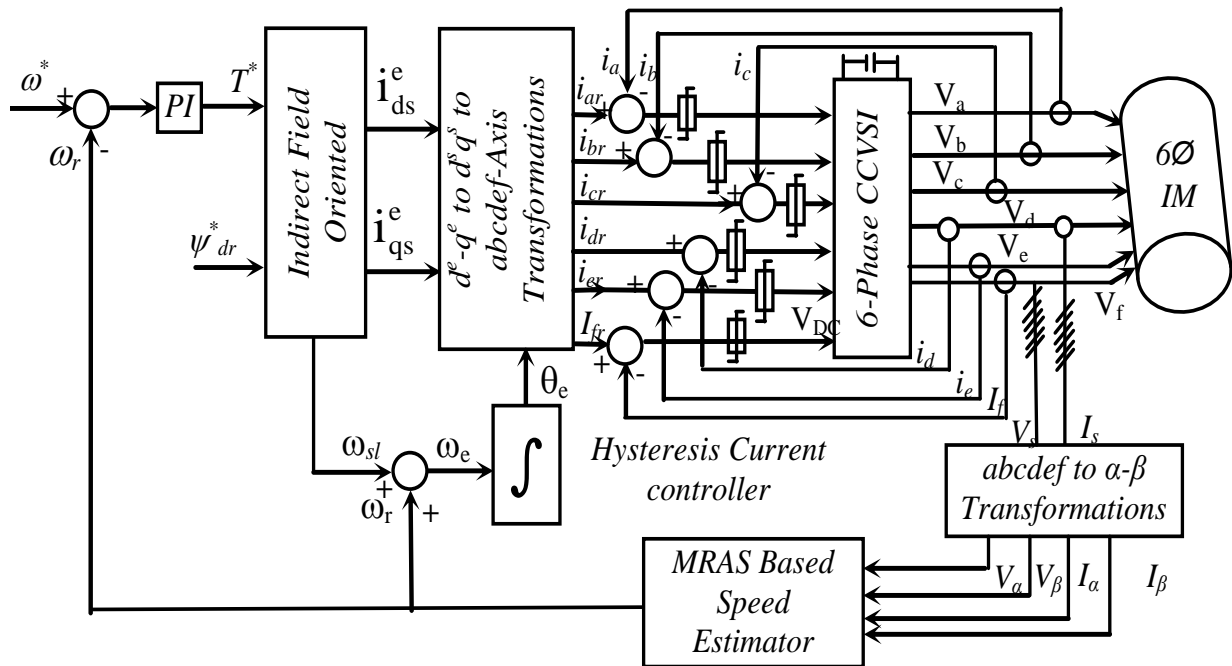 ω*
+
-
ω_r
PI
T*
ψ*_dr
Indirect Field
Oriented
i^e_ds
i^e_qs
d^e-q^e to d^s q^s to
abcdef-Axis
Transformations
i_ar
i_br
i_cr
i_dr
i_er
I_fr
i_a
i_b
i_c
+
-
+
-
+
-
+
-
+
-
+
-
6-Phase CCVSI
V_DC
V_a
V_b
V_c
V_d
V_e
V_f
6Ø
IM
i_d
i_e
I_f
θ_e
∫
ω_sl
+
ω_e
ω_r
+
Hysteresis Current
controller
V_s
I_s
abcdef to α-β
Transformations
V_α
V_β
I_α
I_β
MRAS Based
Speed
Estimator